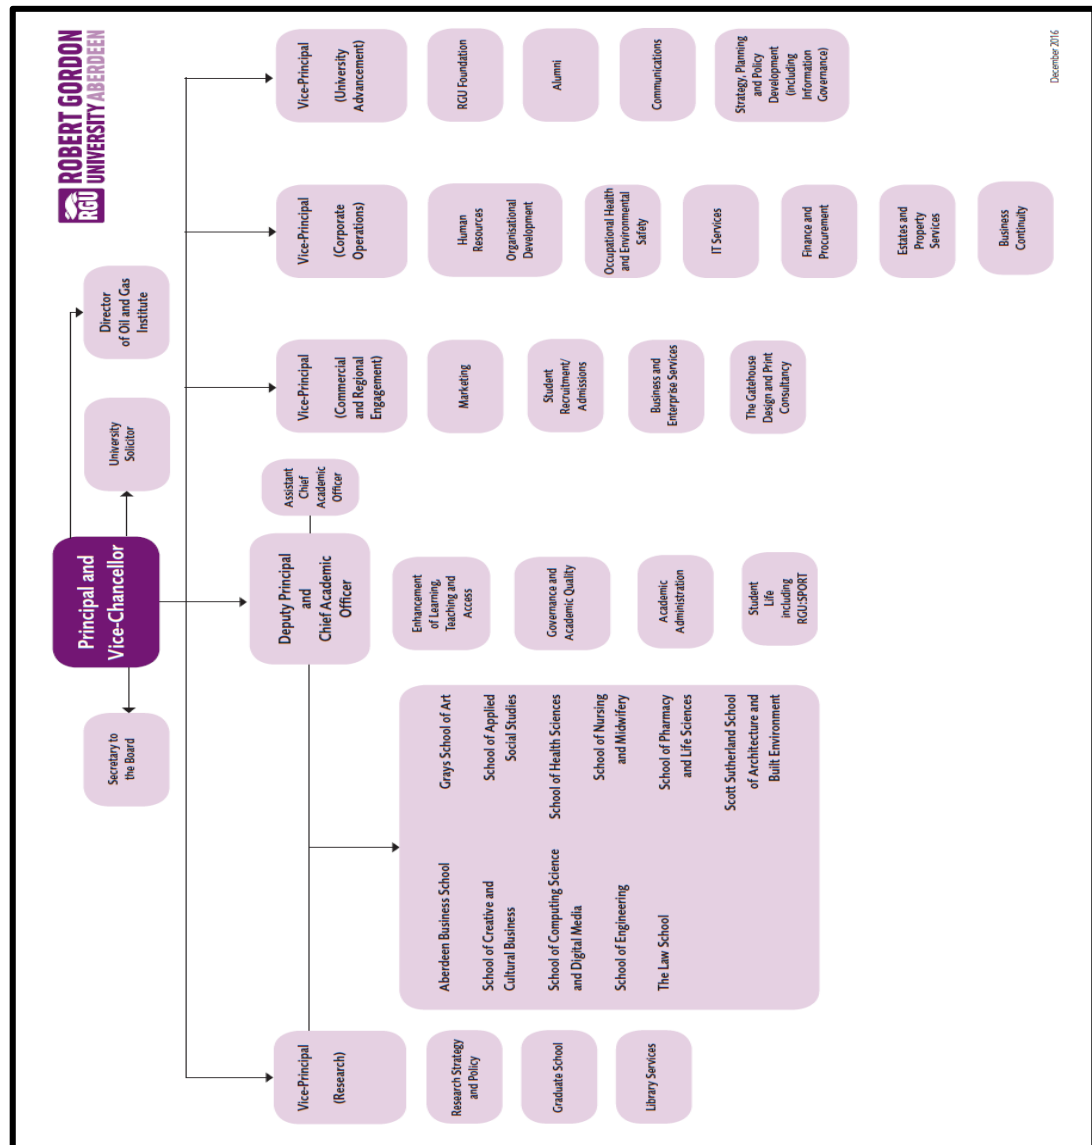 RGU
ROBERT GORDON
UNIVERSITY ABERDEEN
Principal and
Vice-Chancellor
Secretary to
the Board
University
Solicitor
Director
of Oil and Gas
Institute
Vice-Principal
(Research)
Research Strategy
and Policy
Graduate School
Library Services
Deputy Principal
and
Chief Academic
Officer
Assistant
Chief
Academic
Officer
Aberdeen Business School
School of Creative and
Cultural Business
School of Computing Science
and Digital Media
School of Engineering
The Law School
Grays School of Art
School of Applied
Social Studies
School of Health Sciences
School of Nursing
and Midwifery
School of Pharmacy
and Life Sciences
Scott Sutherland School
of Architecture and
Built Environment
Enhancement
of Learning,
Teaching and
Access
Governance and
Academic Quality
Academic
Administration
Student
Life
including
RGU:SPORT
Vice-Principal
(Commercial
and Regional
Engagement)
Marketing
Student
Recruitment/
Admissions
Business and
Enterprise Services
The Gatehouse
Design and Print
Consultancy
Vice-Principal
(Corporate
Operations)
Human
Resources
Organisational
Development
Occupational Health
and Environmental
Safety
IT Services
Finance and
Procurement
Estates and
Property
Services
Business
Continuity
Vice-Principal
(University
Advancement)
RGU Foundation
Alumni
Communications
Strategy, Planning
and Policy
Development
(including
Information
Governance)
December 2016